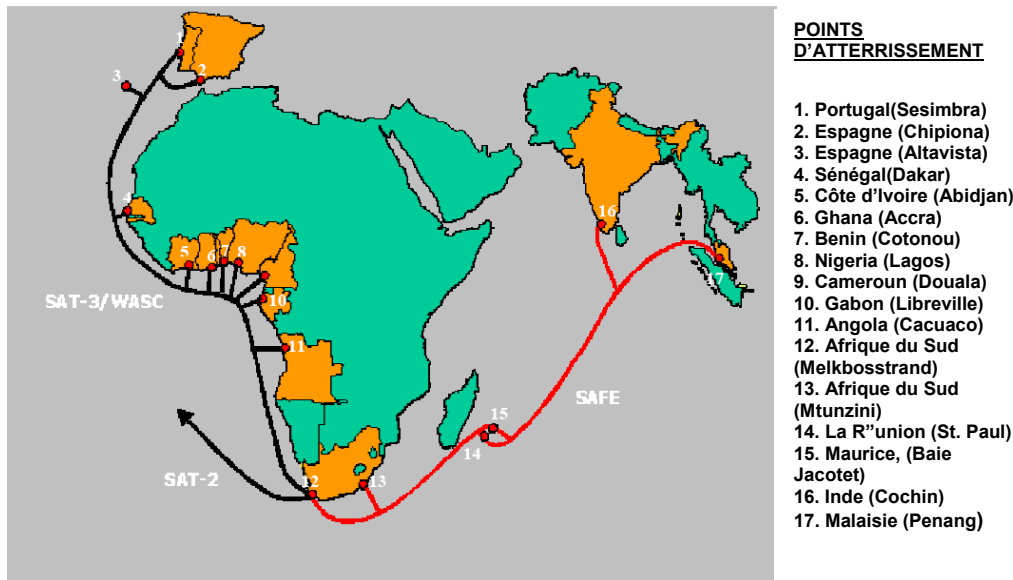 1
2
3
4
5
6
7
8
10
11
12
13
14
15
16
17
SAT-3/WASC
SAFE
SAT-2
POINTS
D'ATTERRISSEMENT
1. Portugal(Sesimbra)
2. Espagne (Chipiona)
3. Espagne (Altavista)
4. Sénégal(Dakar)
5. Côte d'Ivoire (Abidjan)
6. Ghana (Accra)
7. Benin (Cotonou)
8. Nigeria (Lagos)
9. Cameroun (Douala)
10. Gabon (Libreville)
11. Angola (Cacuaco)
12. Afrique du Sud
(Melkbosstrand)
13. Afrique du Sud
(Mtunzini)
14. La R"union (St. Paul)
15. Maurice, (Baie
Jacotet)
16. Inde (Cochin)
17. Malaisie (Penang)